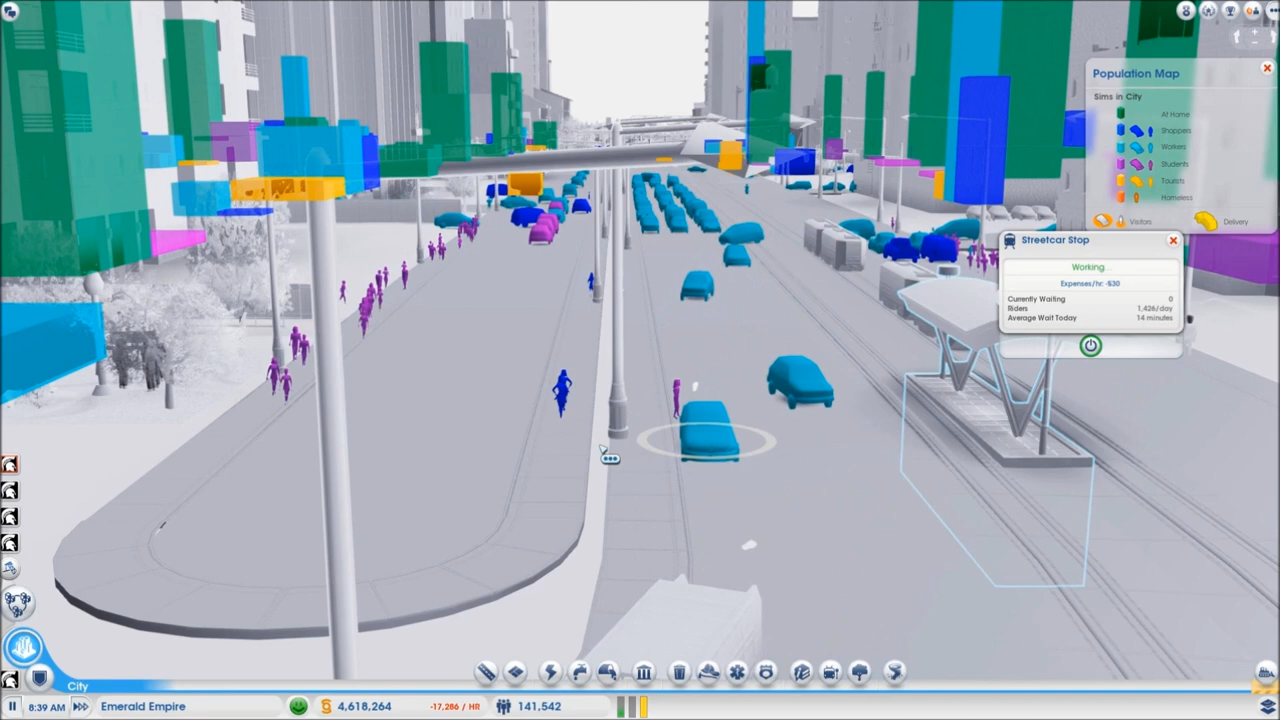 Population Map
Sims in City
At Home
Shoppers
Workers
Students
Tourists
Homeless
Visitors
Delivery
Streetcar Stop
Working...
Expenses/hr: -$30
Currently Waiting 0
Riders 1,426/day
Average Wait Today 14 minutes
City
8:39 AM
Emerald Empire
4,618,264
-17,286 / HR
141,542